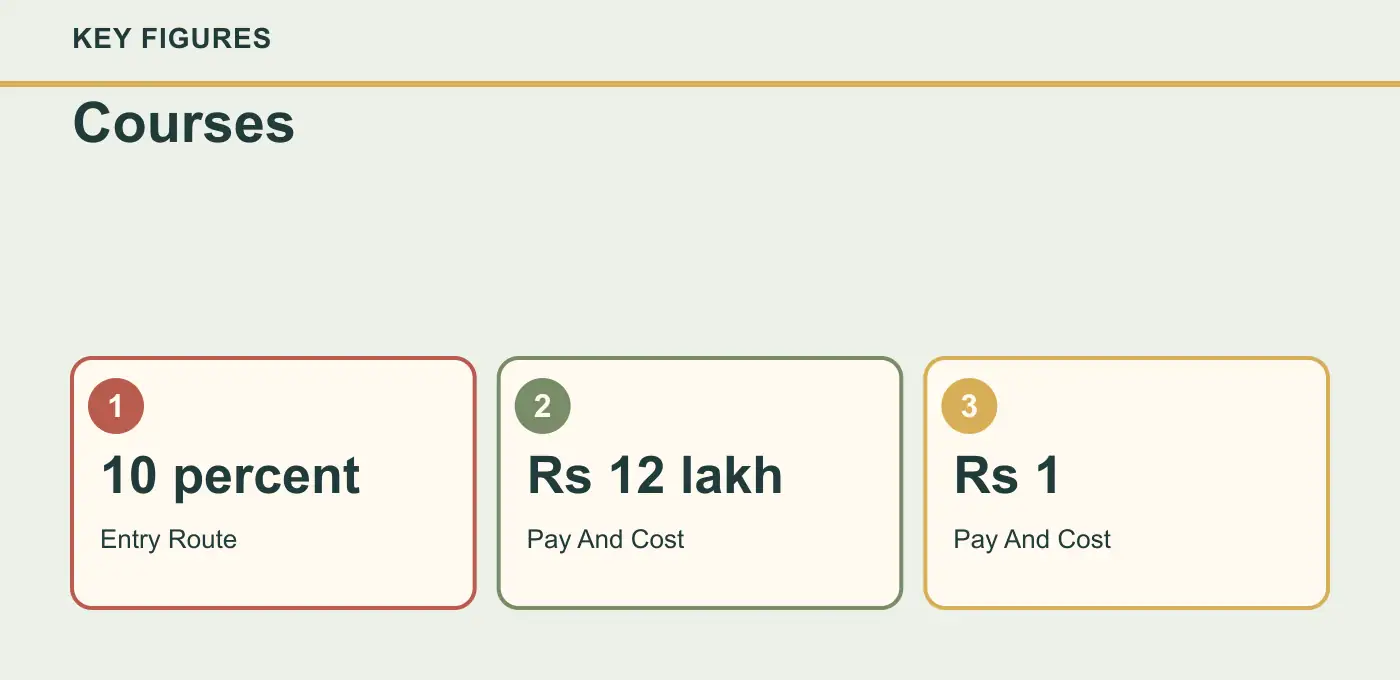 KEY FIGURES
Courses
1
10 percent
Entry Route
2
Rs 12 lakh
Pay And Cost
3
Rs 1
Pay And Cost